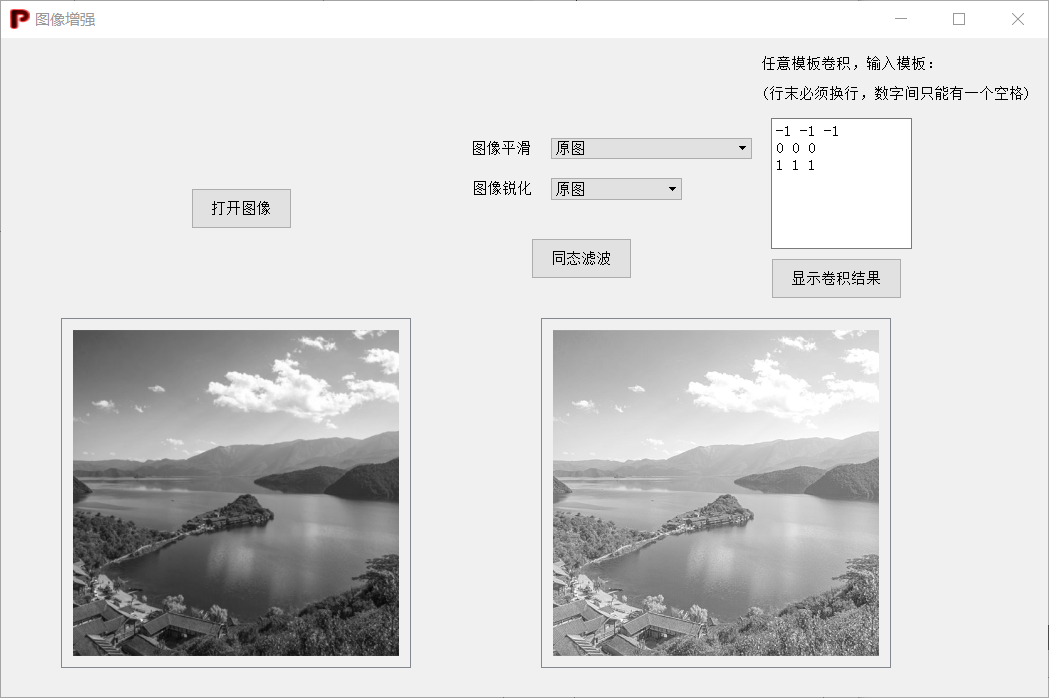 图像增强
任意模板卷积，输入模板：
(行末必须换行，数字间只能有一个空格)
-1 -1 -1
0 0 0
1 1 1
图像平滑 原图
图像锐化 原图
打开图像
同态滤波
显示卷积结果